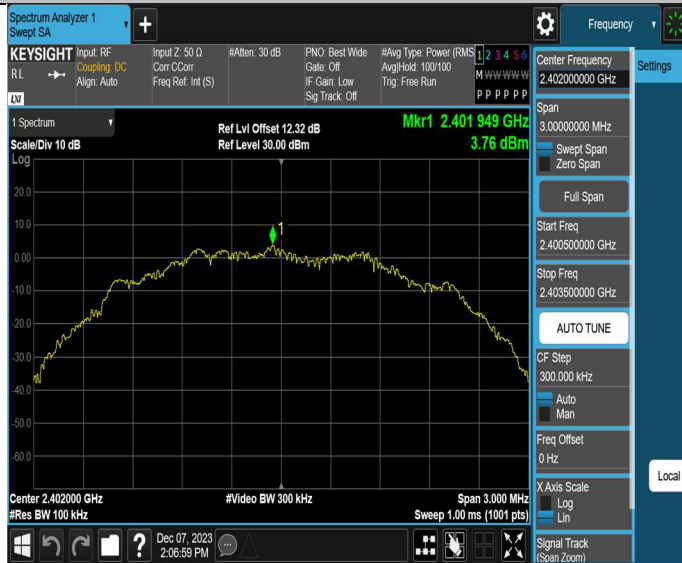 Spectrum Analyzer 1
Swept SA
+
Frequency
KEYSIGHT
RL
LXI
Input: RF
Coupling: DC
Align: Auto
Input Z: 50 Ω
Corr CCorr
Freq Ref: Int (S)
#Atten: 30 dB
PNO: Best Wide
Gate: Off
IF Gain: Low
Sig Track: Off
#Avg Type: Power (RMS
Avg|Hold: 100/100
Trig: Free Run
1 2 3 4 5 6
M W W W W W
P P P P P P
1 Spectrum
Scale/Div 10 dB
Ref Lvl Offset 12.32 dB
Ref Level 30.00 dBm
Mkr1 2.401 949 GHz
3.76 dBm
Log
20.0
10.0
0.00
-10.0
-20.0
-30.0
-40.0
-50.0
-60.0
1
Center 2.402000 GHz
#Res BW 100 kHz
#Video BW 300 kHz
Span 3.000 MHz
Sweep 1.00 ms (1001 pts)
?
Dec 07, 2023
2:06:59 PM
Center Frequency
2.402000000 GHz
Span
3.00000000 MHz
Swept Span
Zero Span
Full Span
Start Freq
2.400500000 GHz
Stop Freq
2.403500000 GHz
AUTO TUNE
CF Step
300.000 kHz
Auto
Man
Freq Offset
0 Hz
X Axis Scale
Log
Lin
Signal Track
(Span Zoom)
Settings
Local